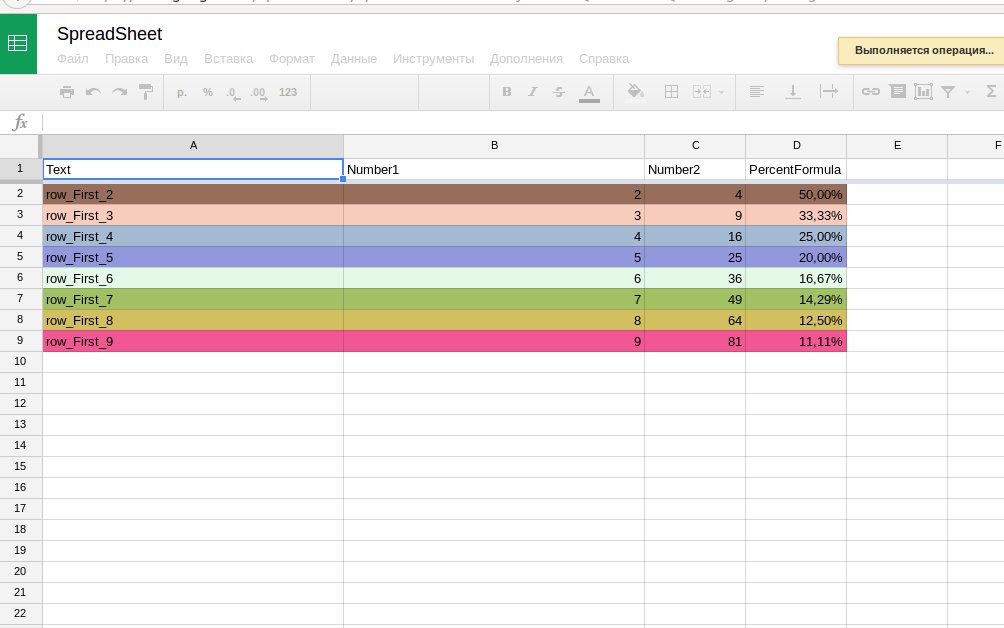 SpreadSheet
Файл Правка Вид Вставка Формат Данные Инструменты Дополнения Справка
Выполняется операция...
р. % .0 .00 123 B I S A Σ
fx
A B C D E F
1 Text Number1 Number2 PercentFormula
2 row_First_2 2 4 50,00%
3 row_First_3 3 9 33,33%
4 row_First_4 4 16 25,00%
5 row_First_5 5 25 20,00%
6 row_First_6 6 36 16,67%
7 row_First_7 7 49 14,29%
8 row_First_8 8 64 12,50%
9 row_First_9 9 81 11,11%
10
11
12
13
14
15
16
17
18
19
20
21
22